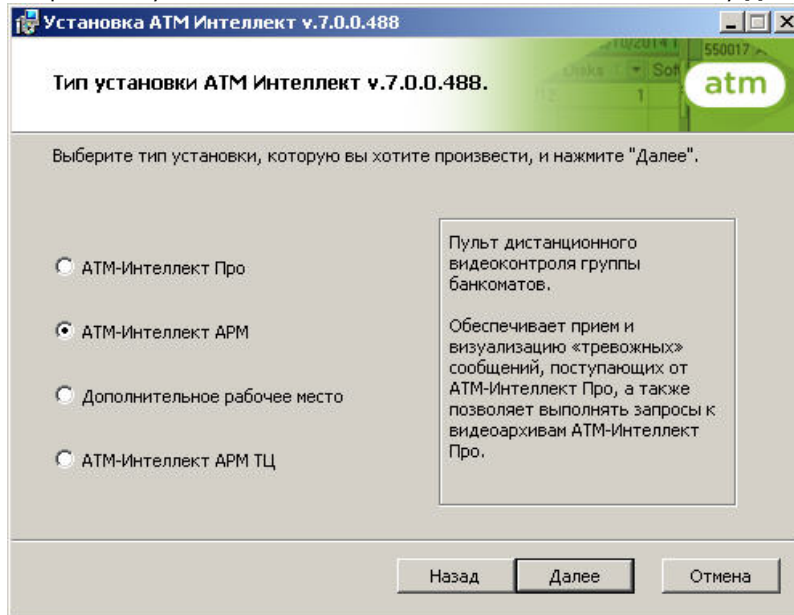 Установка АТМ Интеллект v.7.0.0.488
Тип установки АТМ Интеллект v.7.0.0.488.
550017
Sof
1
atm
Выберите тип установки, которую вы хотите произвести, и нажмите "Далее".
АТМ-Интеллект Про
АТМ-Интеллект АРМ
Дополнительное рабочее место
АТМ-Интеллект АРМ ТЦ
Пульт дистанционного
видеоконтроля группы
банкоматов.
Обеспечивает прием и
визуализацию «тревожных»
сообщений, поступающих от
АТМ-Интеллект Про, а также
позволяет выполнять запросы к
видеоархивам АТМ-Интеллект
Про.
Назад
Далее
Отмена